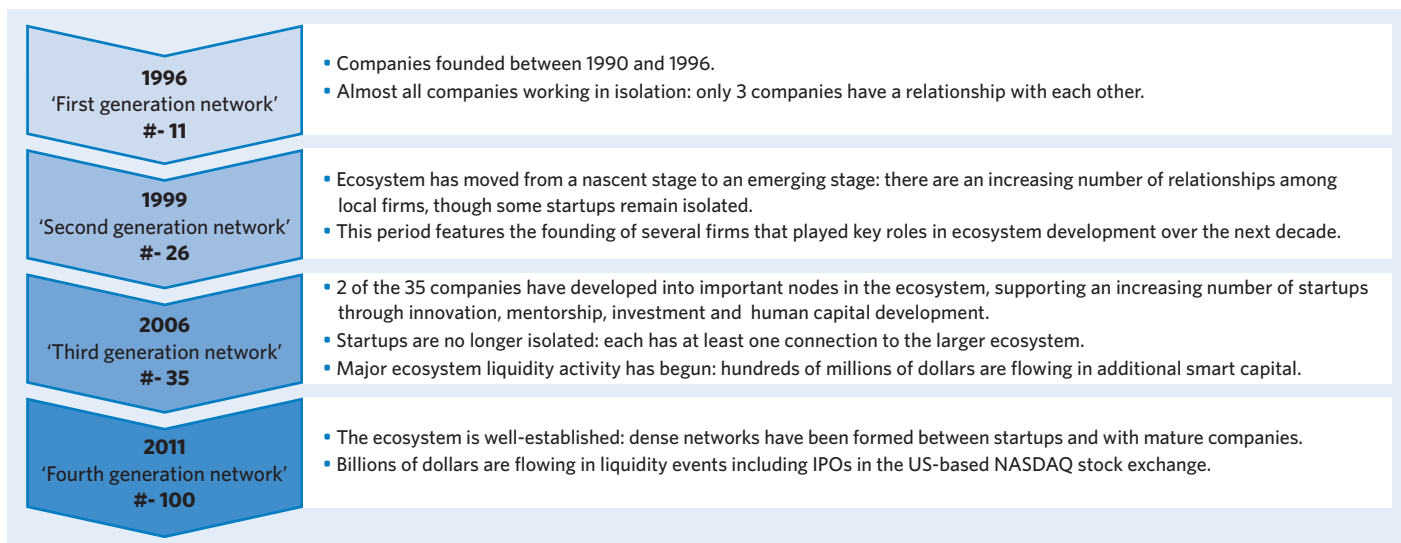 1996
‘First generation network’
#- 11
• Companies founded between 1990 and 1996.
• Almost all companies working in isolation: only 3 companies have a relationship with each other.
1999
‘Second generation network’
#- 26
• Ecosystem has moved from a nascent stage to an emerging stage: there are an increasing number of relationships among
local firms, though some startups remain isolated.
• This period features the founding of several firms that played key roles in ecosystem development over the next decade.
2006
‘Third generation network’
#- 35
• 2 of the 35 companies have developed into important nodes in the ecosystem, supporting an increasing number of startups
through innovation, mentorship, investment and human capital development.
• Startups are no longer isolated: each has at least one connection to the larger ecosystem.
• Major ecosystem liquidity activity has begun: hundreds of millions of dollars are flowing in additional smart capital.
2011
‘Fourth generation network’
#- 100
• The ecosystem is well-established: dense networks have been formed between startups and with mature companies.
• Billions of dollars are flowing in liquidity events including IPOs in the US-based NASDAQ stock exchange.